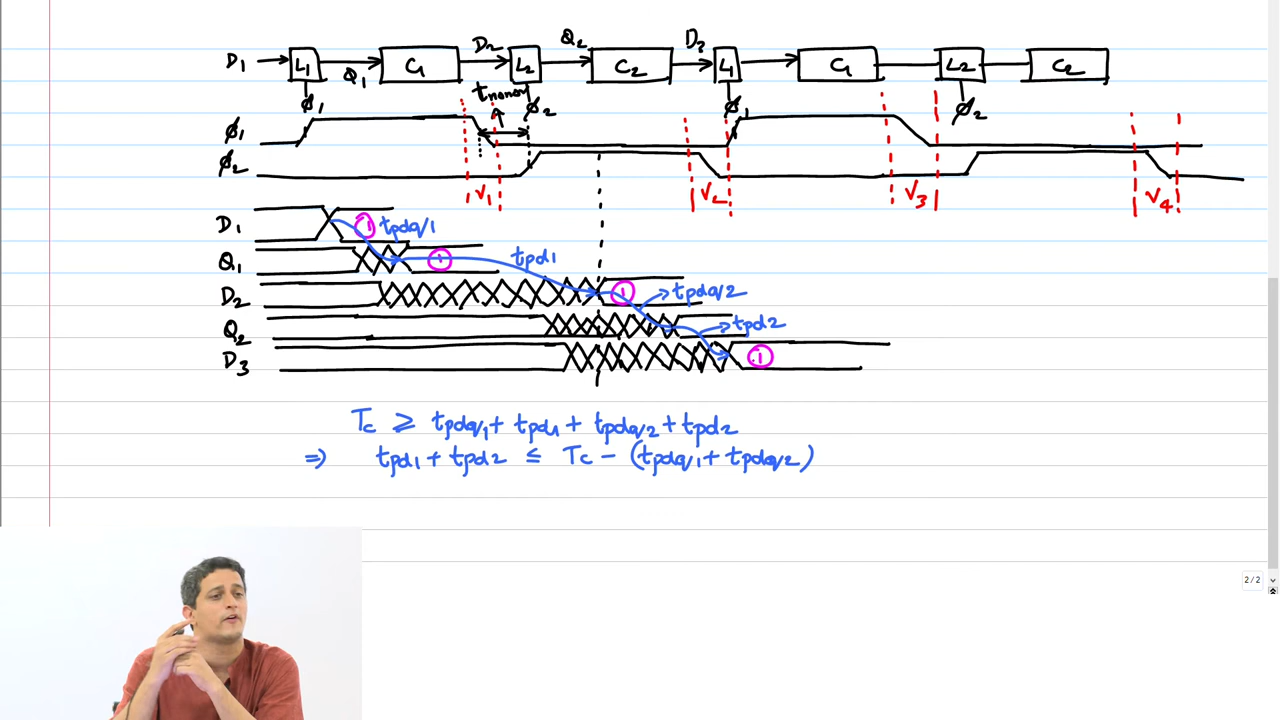 D1 L1 Q1 C1 D2 L2 Q2 C2 D3 L1 C1 L2 C2
ϕ1 tnonov ϕ2 ϕ1 ϕ2
ϕ1
ϕ2
V1 V2 V3 V4
D1 1 tpdq1
Q1 1 tpd1
D2 1 tpdq2
Q2 tpd2
D3 1
Tc ≥ tpdq1 + tpd1 + tpdq2 + tpd2
⇒ tpd1 + tpd2 ≤ Tc - (tpdq1 + tpdq2)
2/2